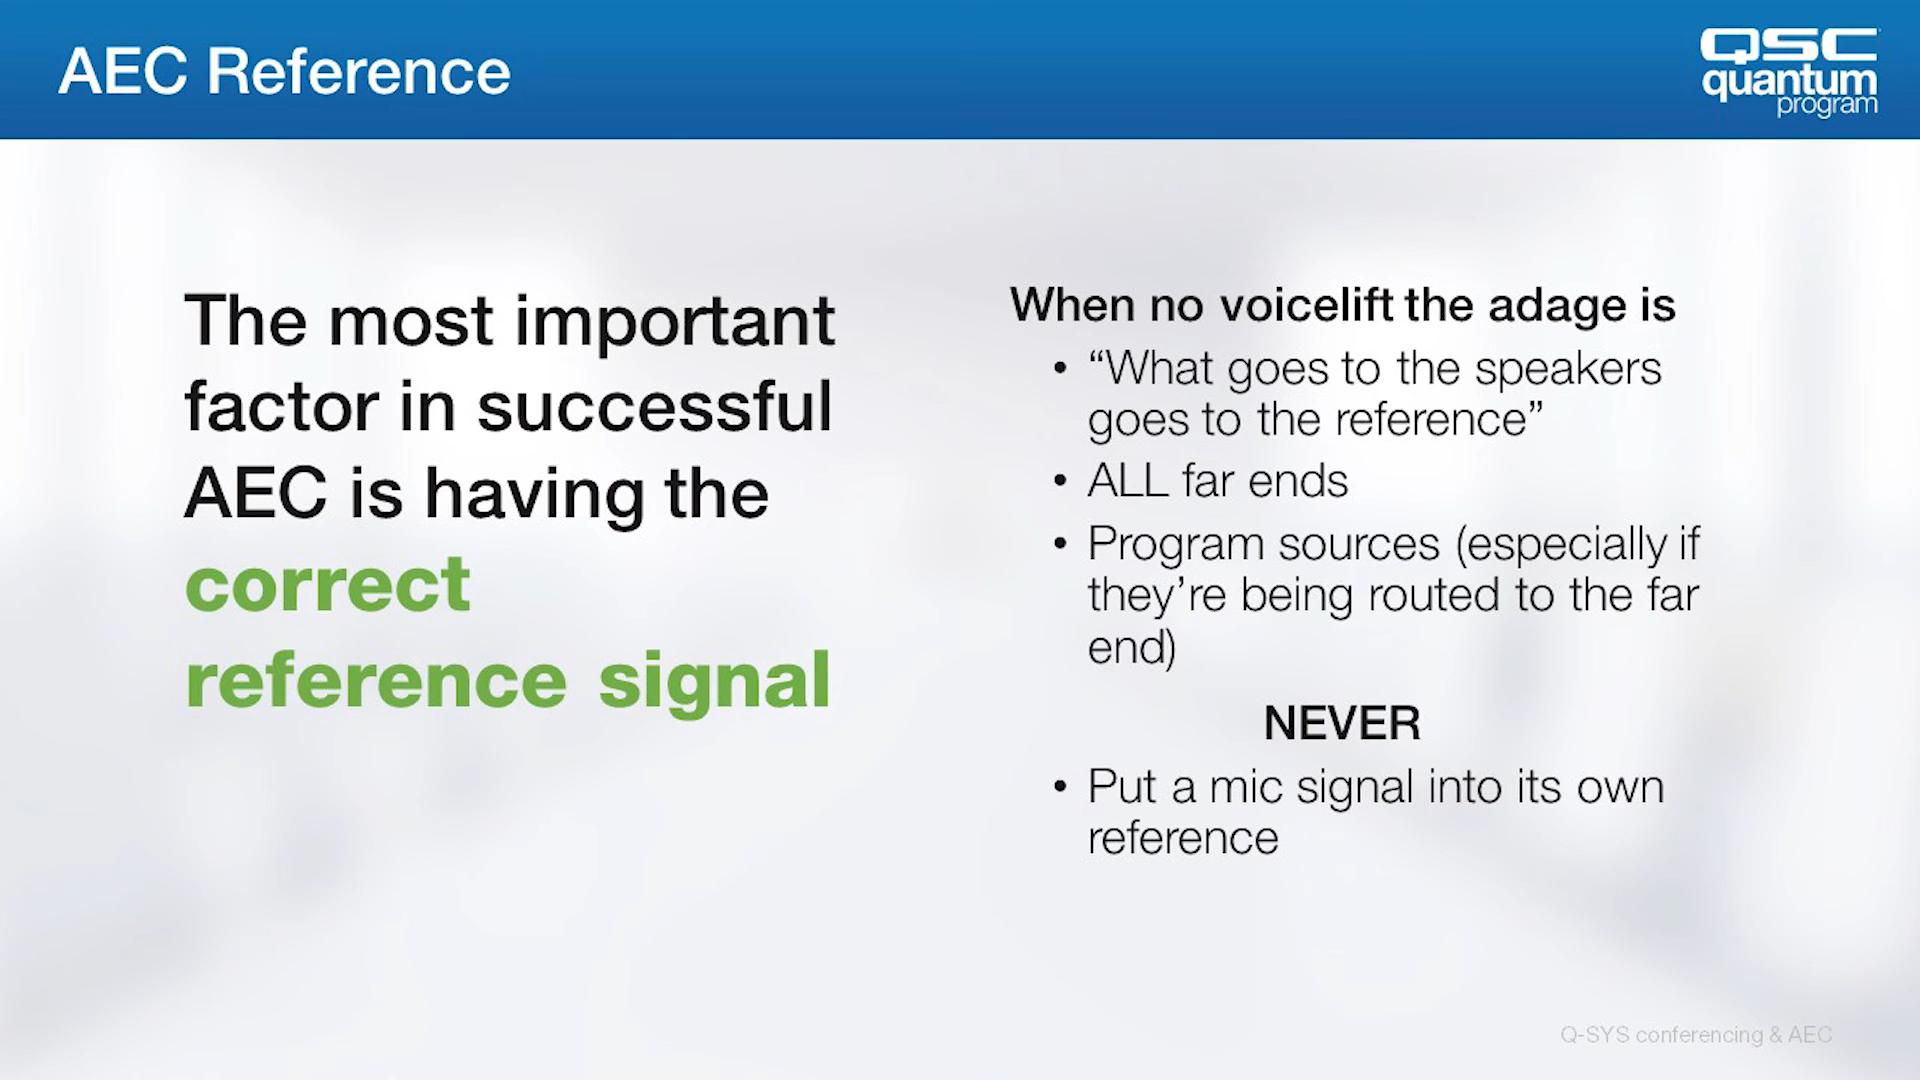 AEC Reference
QSC
quantum
program
The most important
factor in successful
AEC is having the
correct
reference signal
When no voicelift the adage is
• “What goes to the speakers
goes to the reference”
• ALL far ends
• Program sources (especially if
they’re being routed to the far
end)
NEVER
• Put a mic signal into its own
reference
Q-SYS conferencing & AEC